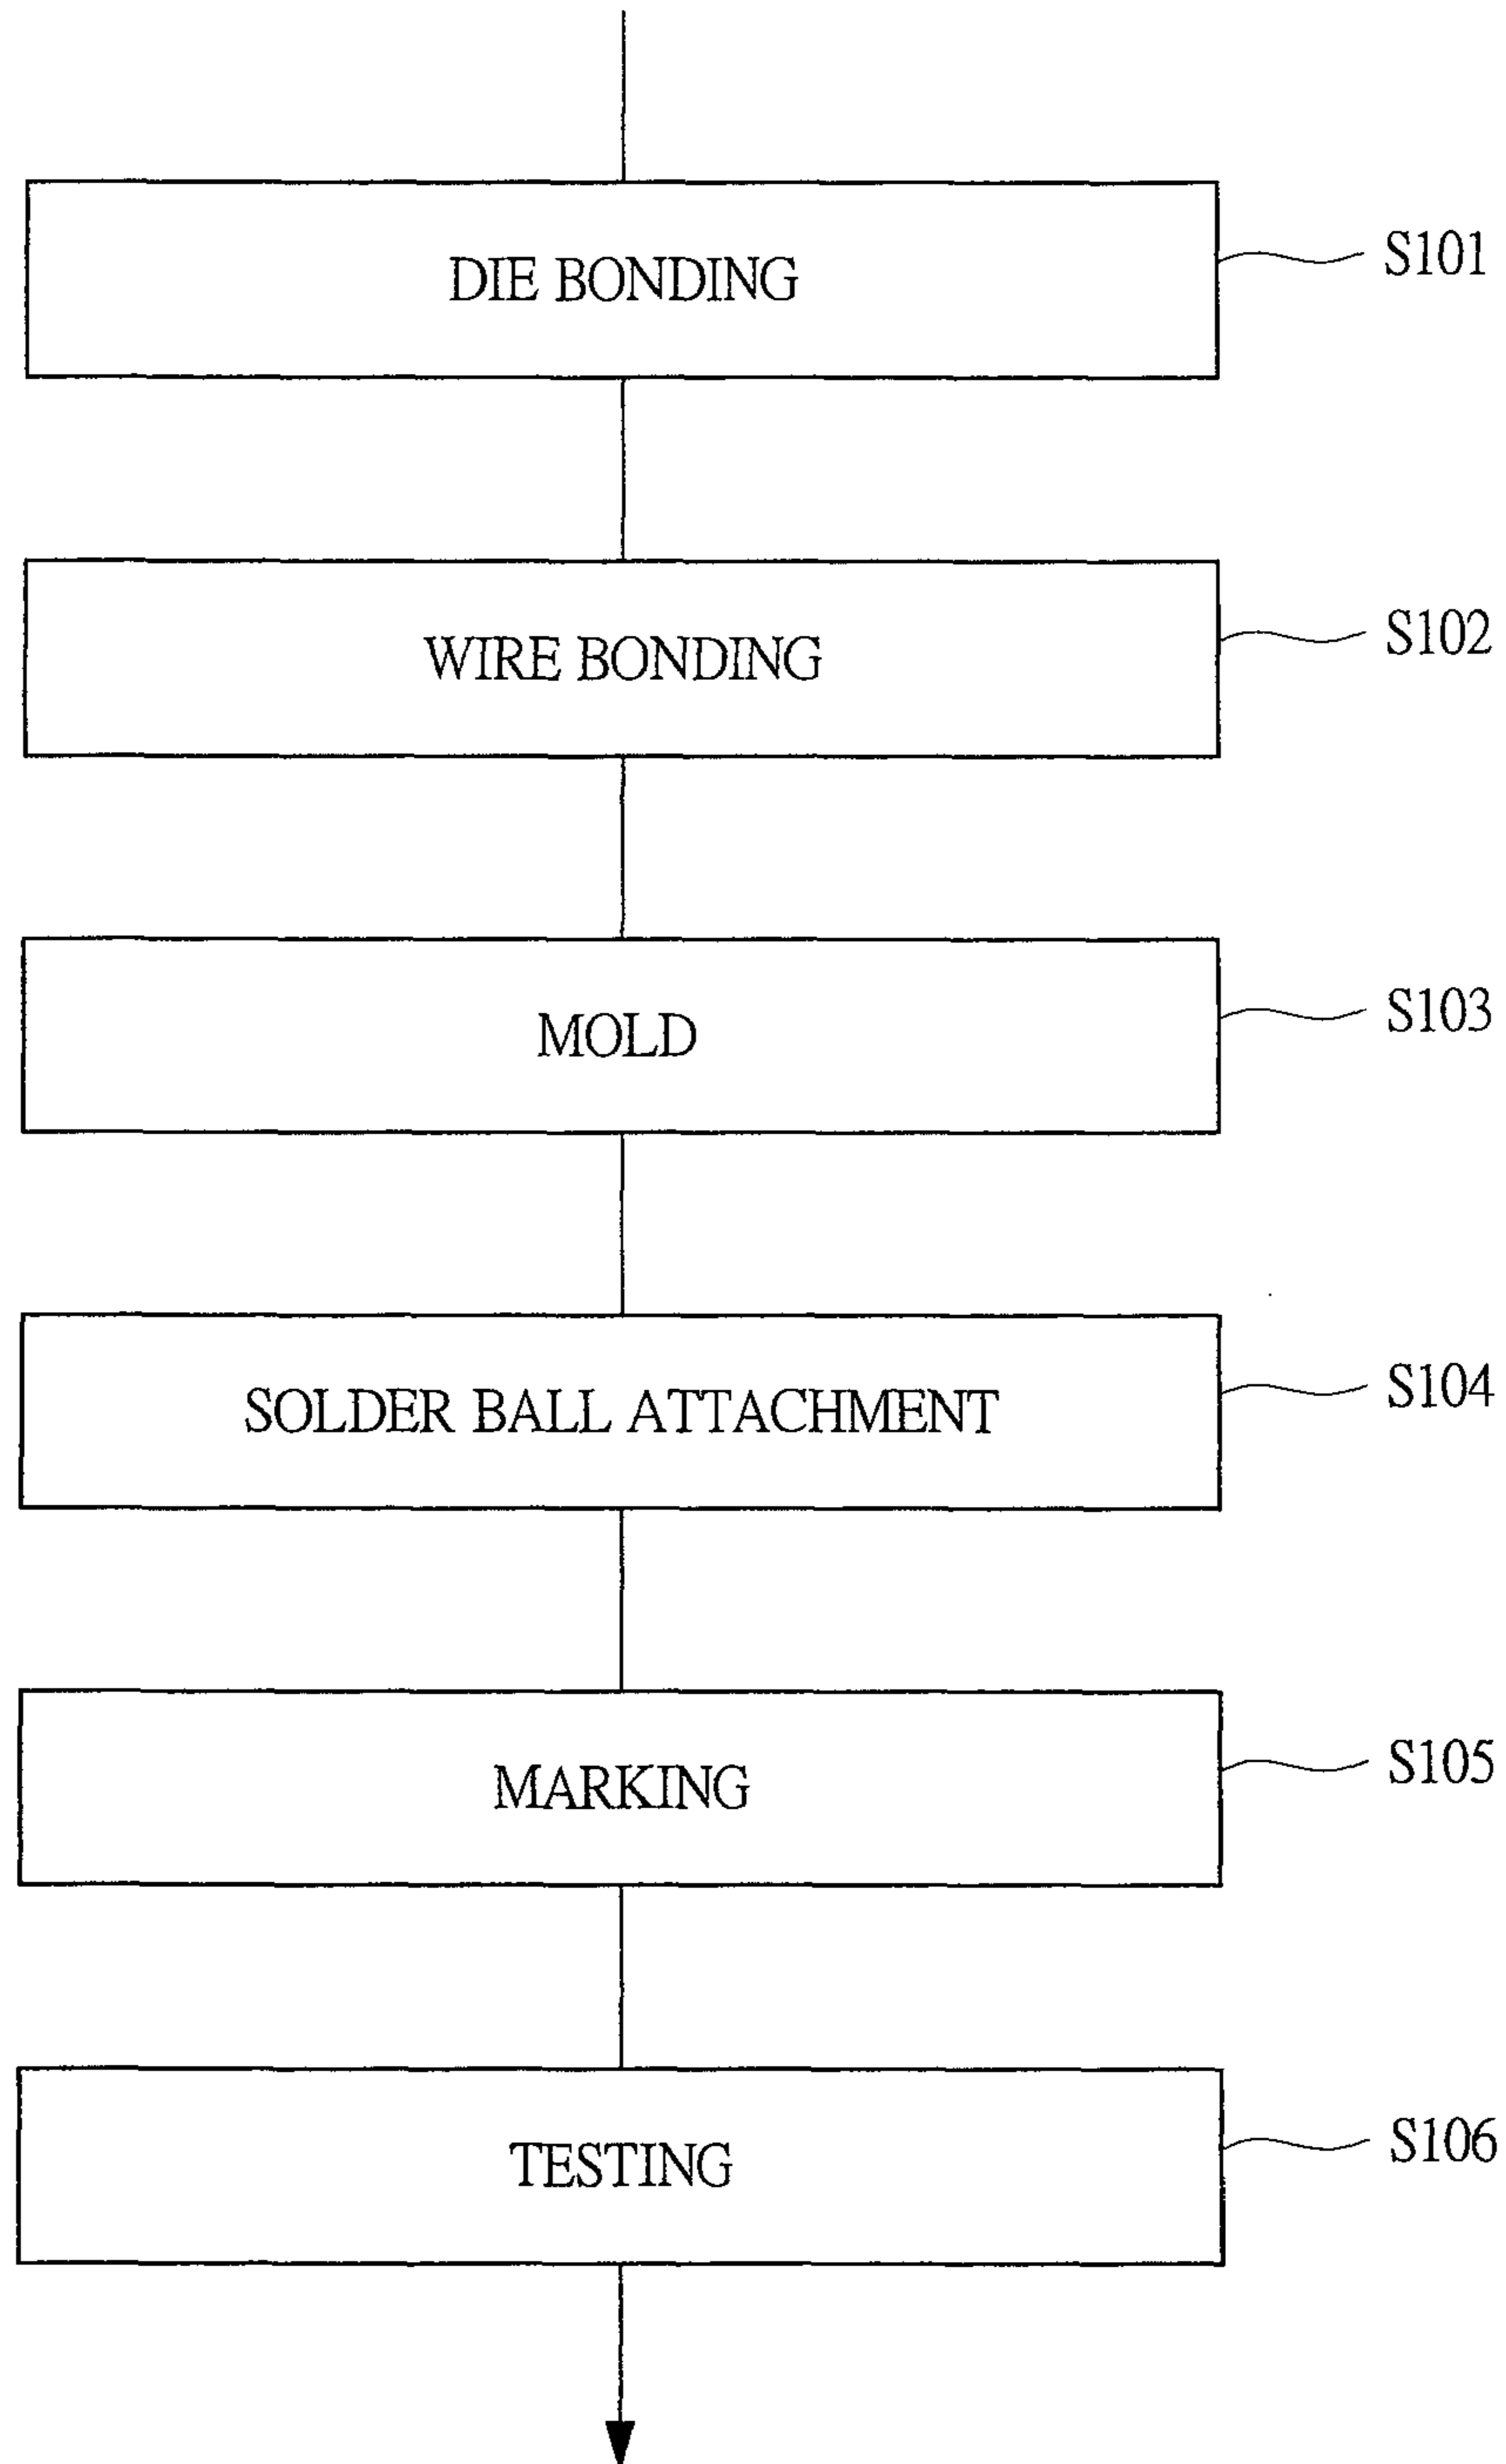 DIE BONDING
S101
WIRE BONDING
S102
MOLD
S103
SOLDER BALL ATTACHMENT
S104
MARKING
S105
TESTING
S106